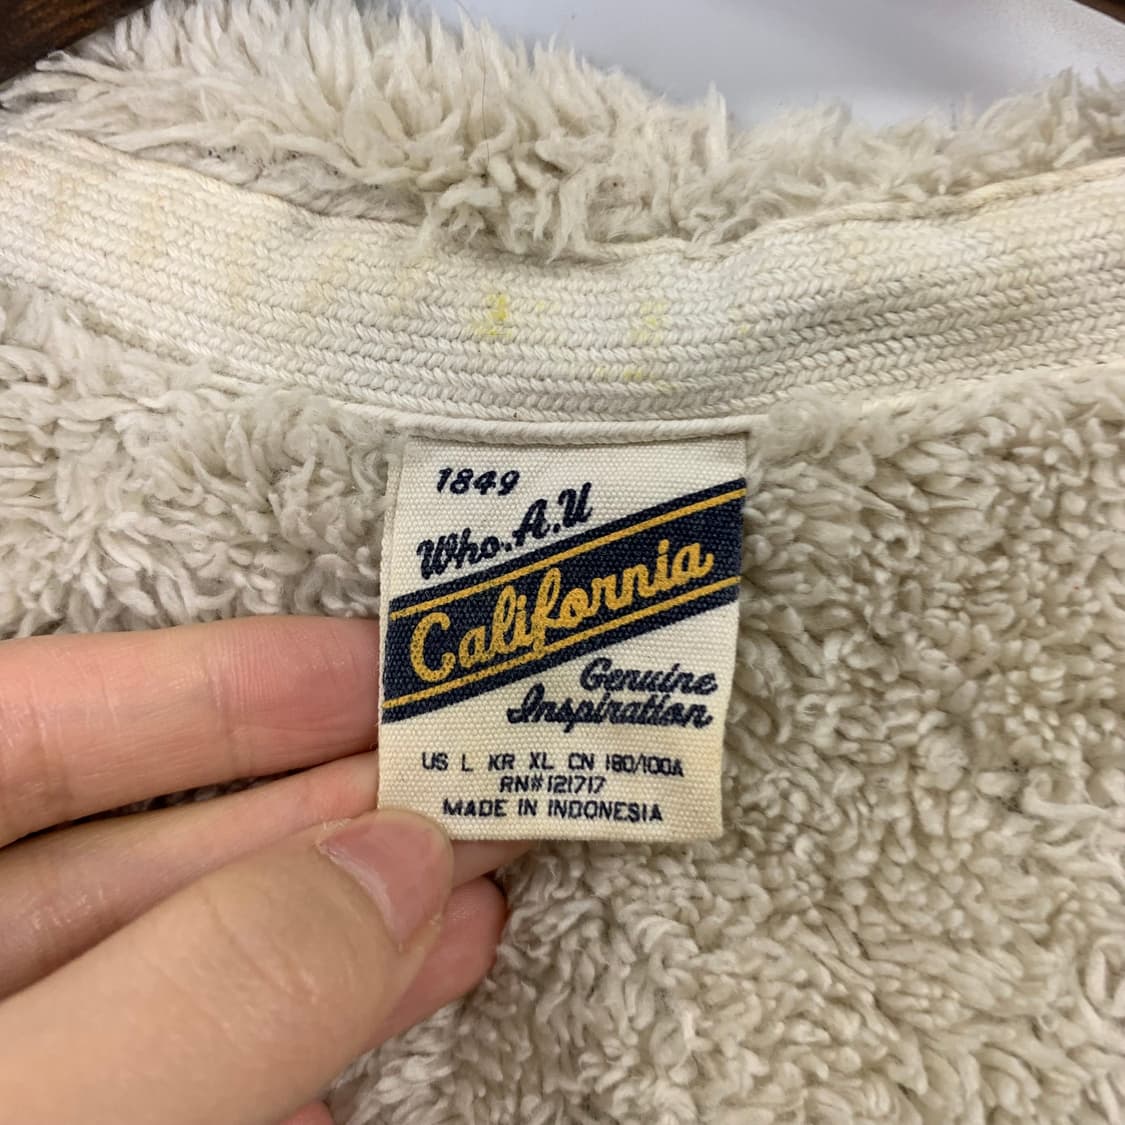 1849
Who.A.U
California
Genuine
Inspiration
US L KR XL CN 180/100A
RN#121717
MADE IN INDONESIA